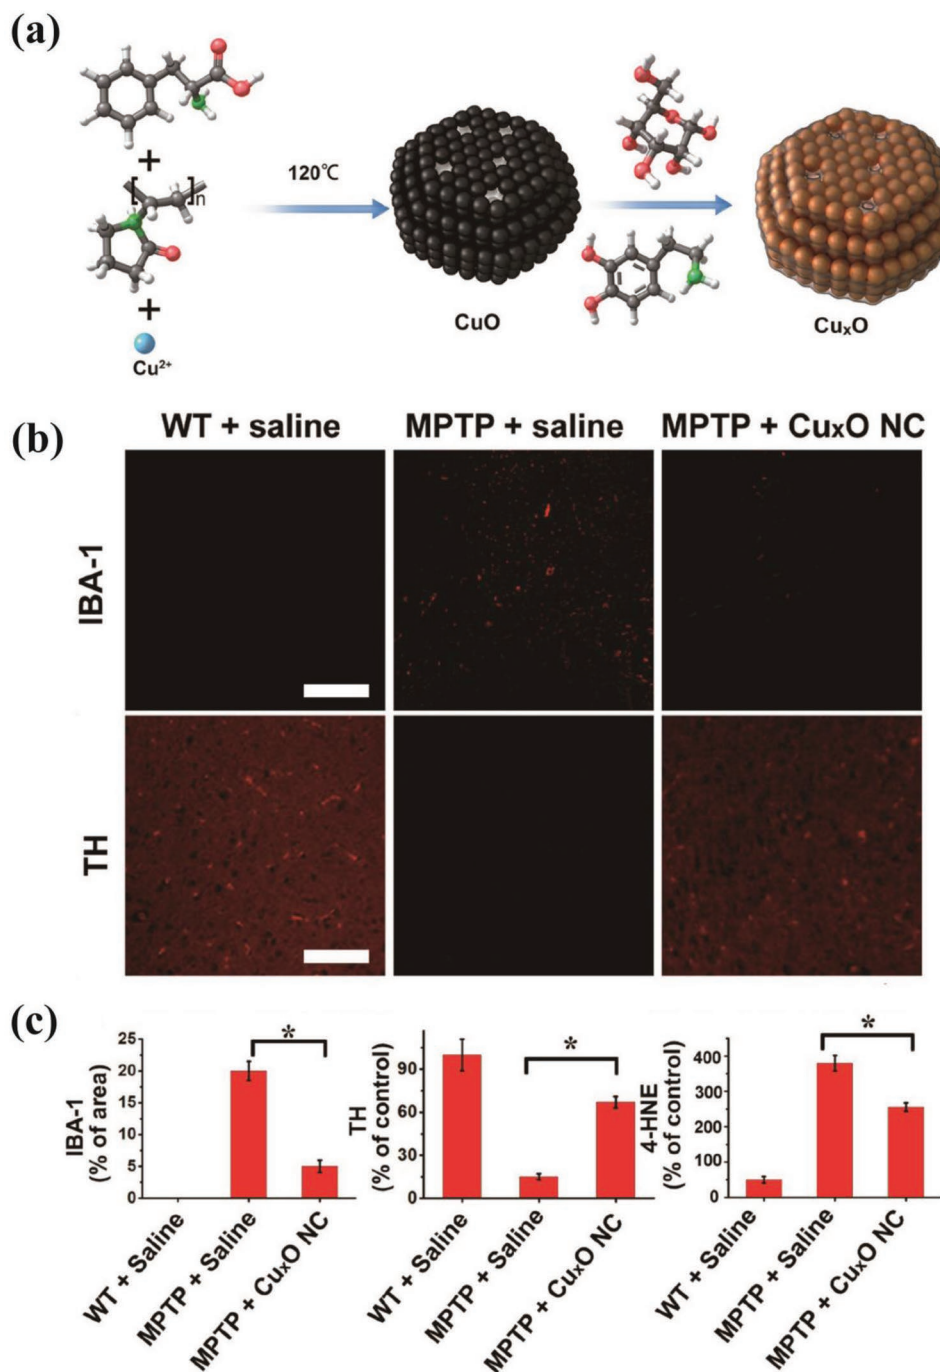 (a)
+
n
120℃
+
Cu²⁺
CuO
CuₓO
(b)
WT + saline
MPTP + saline
MPTP + CuxO NC
IBA-1
TH
(c)
IBA-1
(% of area)
25
20
15
10
5
0
WT + Saline
MPTP + Saline
MPTP + CuxO NC
*
TH
(% of control)
90
60
30
0
WT + Saline
MPTP + Saline
MPTP + CuxO NC
*
4-HNE
(% of control)
400
300
200
100
0
WT + Saline
MPTP + Saline
MPTP + CuxO NC
*